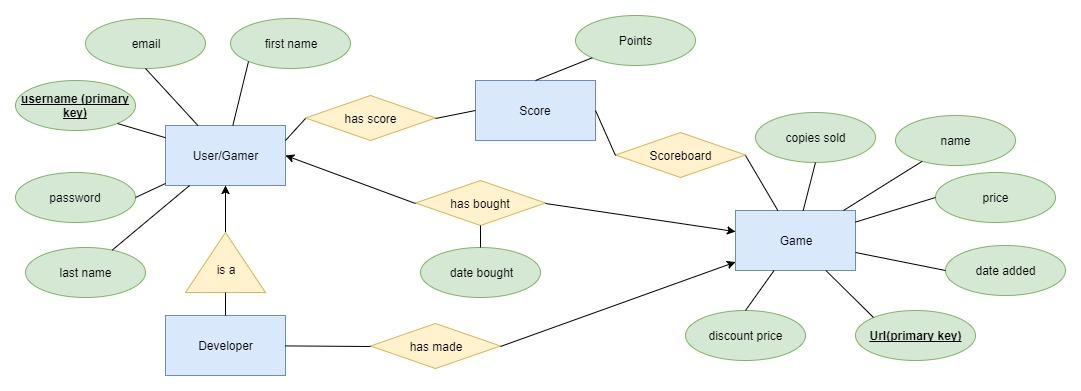 email
first name
Points
username (primary
key)
has score
Score
copies sold
name
User/Gamer
Scoreboard
password
has bought
price
Game
last name
is a
date bought
date added
discount price
Url(primary key)
Developer
has made